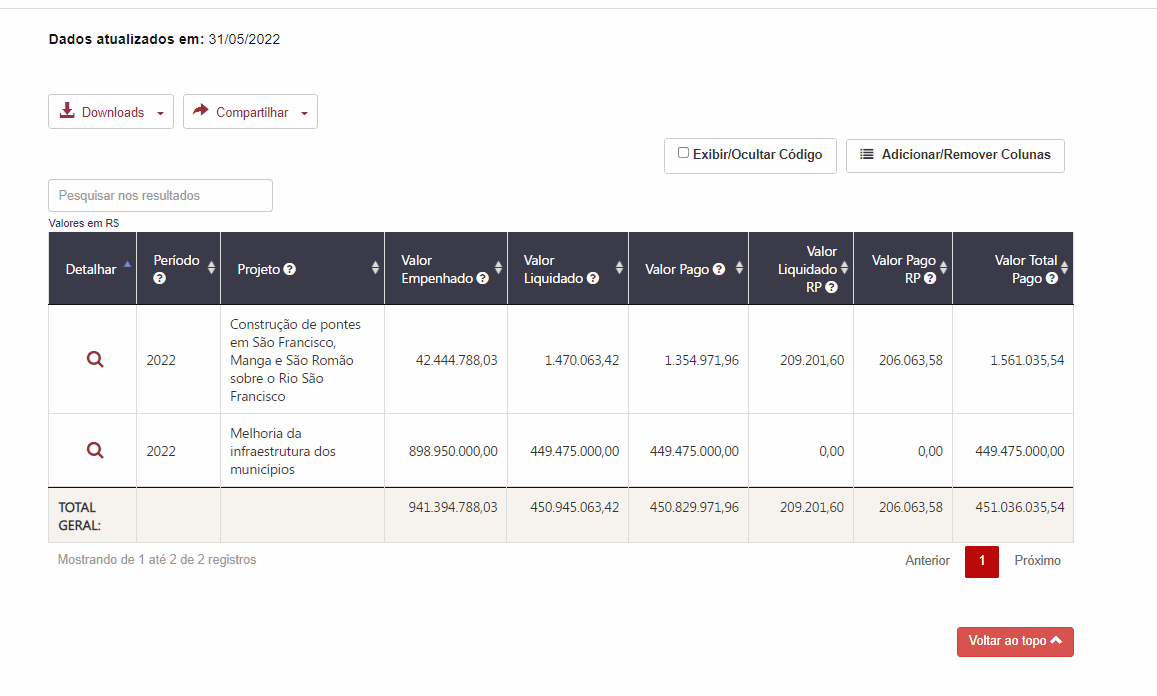 Dados atualizados em: 31/05/2022
Downloads
Compartilhar
Exibir/Ocultar Código
Adicionar/Remover Colunas
Pesquisar nos resultados
Valores em R$
Detalhar
Período
Projeto
Valor
Empenhado
Valor
Liquidado
Valor Pago
Valor
Liquidado
RP
Valor Pago
RP
Valor Total
Pago
2022
Construção de pontes
em São Francisco,
Manga e São Romão
sobre o Rio São
Francisco
42.444.788,03
1.470.063,42
1.354.971,96
209.201,60
206.063,58
1.561.035,54
2022
Melhoria da
infraestrutura dos
municípios
898.950.000,00
449.475.000,00
449.475.000,00
0,00
0,00
449.475.000,00
TOTAL
GERAL:
941.394.788,03
450.945.063,42
450.829.971,96
209.201,60
206.063,58
451.036.035,54
Mostrando de 1 até 2 de 2 registros
Anterior
1
Próximo
Voltar ao topo